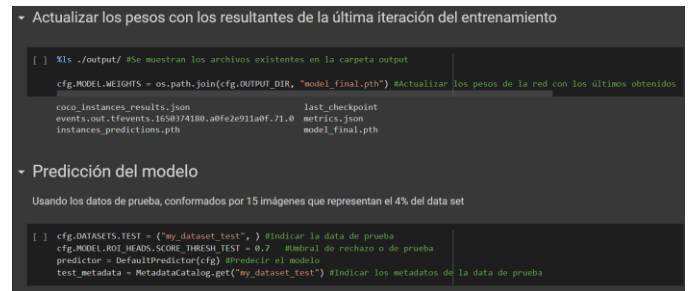 Actualizar los pesos con los resultantes de la última iteración del entrenamiento
[ ] %ls ./output/ #Se muestran los archivos existentes en la carpeta output
cfg.MODEL.WEIGHTS = os.path.join(cfg.OUTPUT_DIR, "model_final.pth") #Actualizar los pesos de la red con los últimos obtenidos
coco_instances_results.json last_checkpoint
events.out.tfevents.1650374180.a0fe2e911a0f.71.0 metrics.json
instances_predictions.pth model_final.pth
Predicción del modelo
Usando los datos de prueba, conformados por 15 imágenes que representan el 4% del data set
[ ] cfg.DATASETS.TEST = ("my_dataset_test", ) #Indicar la data de prueba
cfg.MODEL.ROI_HEADS.SCORE_THRESH_TEST = 0.7 #Umbral de rechazo o de prueba
predictor = DefaultPredictor(cfg) #Predecir el modelo
test_metadata = MetadataCatalog.get("my_dataset_test") #Indicar los metadatos de la data de prueba